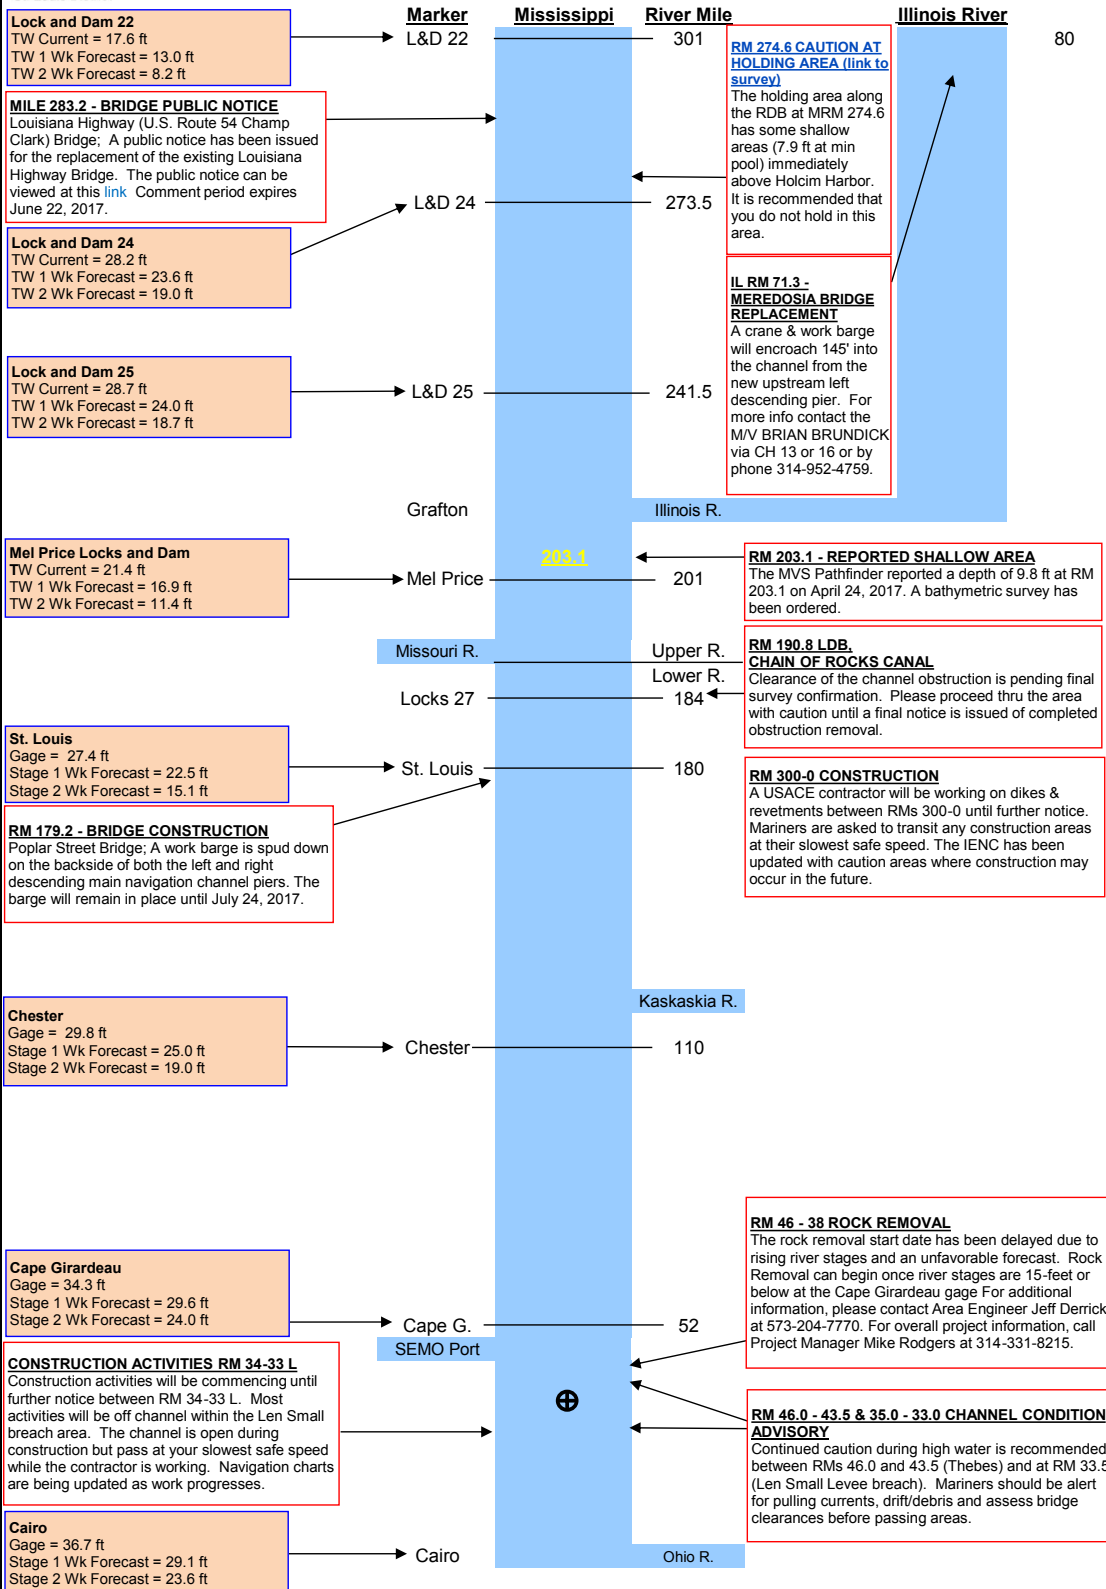 Marker
Mississippi
River Mile
Illinois River
Lock and Dam 22
TW Current = 17.6 ft
TW 1 Wk Forecast = 13.0 ft
TW 2 Wk Forecast = 8.2 ft
L&D 22
301
80
MILE 283.2 - BRIDGE PUBLIC NOTICE
Louisiana Highway (U.S. Route 54 Champ
Clark) Bridge; A public notice has been issued
for the replacement of the existing Louisiana
Highway Bridge. The public notice can be
viewed at this link Comment period expires
June 22, 2017.
RM 274.6 CAUTION AT
HOLDING AREA (link to
survey)
The holding area along
the RDB at MRM 274.6
has some shallow
areas (7.9 ft at min
pool) immediately
above Holcim Harbor.
It is recommended that
you do not hold in this
area.
L&D 24
273.5
Lock and Dam 24
TW Current = 28.2 ft
TW 1 Wk Forecast = 23.6 ft
TW 2 Wk Forecast = 19.0 ft
IL RM 71.3 -
MEREDOSIA BRIDGE
REPLACEMENT
A crane & work barge
will encroach 145' into
the channel from the
new upstream left
descending pier. For
more info contact the
M/V BRIAN BRUNDICK
via CH 13 or 16 or by
phone 314-952-4759.
Lock and Dam 25
TW Current = 28.7 ft
TW 1 Wk Forecast = 24.0 ft
TW 2 Wk Forecast = 18.7 ft
L&D 25
241.5
Grafton
Illinois R.
Mel Price Locks and Dam
TW Current = 21.4 ft
TW 1 Wk Forecast = 16.9 ft
TW 2 Wk Forecast = 11.4 ft
203.1
Mel Price
201
RM 203.1 - REPORTED SHALLOW AREA
The MVS Pathfinder reported a depth of 9.8 ft at RM
203.1 on April 24, 2017. A bathymetric survey has
been ordered.
Missouri R.
Upper R.
Lower R.
RM 190.8 LDB,
CHAIN OF ROCKS CANAL
Clearance of the channel obstruction is pending final
survey confirmation. Please proceed thru the area
with caution until a final notice is issued of completed
obstruction removal.
Locks 27
184
St. Louis
Gage = 27.4 ft
Stage 1 Wk Forecast = 22.5 ft
Stage 2 Wk Forecast = 15.1 ft
St. Louis
180
RM 300-0 CONSTRUCTION
A USACE contractor will be working on dikes &
revetments between RMs 300-0 until further notice.
Mariners are asked to transit any construction areas
at their slowest safe speed. The IENC has been
updated with caution areas where construction may
occur in the future.
RM 179.2 - BRIDGE CONSTRUCTION
Poplar Street Bridge; A work barge is spud down
on the backside of both the left and right
descending main navigation channel piers. The
barge will remain in place until July 24, 2017.
Kaskaskia R.
Chester
Gage = 29.8 ft
Stage 1 Wk Forecast = 25.0 ft
Stage 2 Wk Forecast = 19.0 ft
Chester
110
RM 46 - 38 ROCK REMOVAL
The rock removal start date has been delayed due to
rising river stages and an unfavorable forecast. Rock
Removal can begin once river stages are 15-feet or
below at the Cape Girardeau gage For additional
information, please contact Area Engineer Jeff Derrick
at 573-204-7770. For overall project information, call
Project Manager Mike Rodgers at 314-331-8215.
Cape Girardeau
Gage = 34.3 ft
Stage 1 Wk Forecast = 29.6 ft
Stage 2 Wk Forecast = 24.0 ft
Cape G.
52
SEMO Port
CONSTRUCTION ACTIVITIES RM 34-33 L
Construction activities will be commencing until
further notice between RM 34-33 L. Most
activities will be off channel within the Len Small
breach area. The channel is open during
construction but pass at your slowest safe speed
while the contractor is working. Navigation charts
are being updated as work progresses.
RM 46.0 - 43.5 & 35.0 - 33.0 CHANNEL CONDITION
ADVISORY
Continued caution during high water is recommended
between RMs 46.0 and 43.5 (Thebes) and at RM 33.5
(Len Small Levee breach). Mariners should be alert
for pulling currents, drift/debris and assess bridge
clearances before passing areas.
Cairo
Gage = 36.7 ft
Stage 1 Wk Forecast = 29.1 ft
Stage 2 Wk Forecast = 23.6 ft
Cairo
Ohio R.